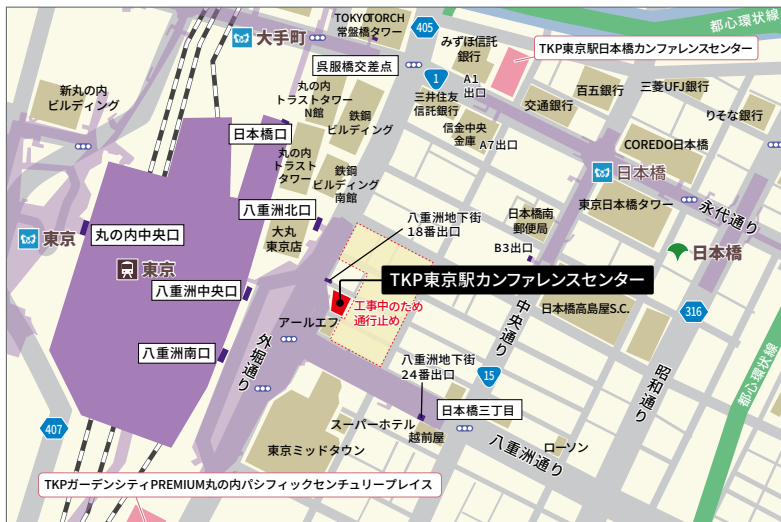 都心環状線
TOKYOTORCH
常盤橋タワー
405
大手町
みずほ信託
銀行
TKP東京駅日本橋カンファレンスセンター
呉服橋交差点
1
A1
出口
新丸の内
ビルディング
丸の内
トラストタワー
N館
三井住友
信託銀行
百五銀行
三菱UFJ銀行
交通銀行
りそな銀行
鉄鋼
ビルディング
信金中央
金庫
A7出口
日本橋口
COREDO日本橋
丸の内
トラスト
タワー
鉄鋼
ビルディング
南館
日本橋
東京日本橋タワー
永代通り
八重洲北口
八重洲地下街
18番出口
日本橋南
郵便局
丸の内中央口
東京
大丸
東京店
B3出口
日本橋
東京
TKP東京駅カンファレンスセンター
八重洲中央口
工事中のため
通行止め
中央通り
日本橋高島屋S.C.
316
アールエフ
外堀通り
八重洲南口
八重洲地下街
24番出口
15
昭和通り
都心環状線
日本橋三丁目
407
スーパーホテル
越前屋
八重洲通り
ローソン
東京ミッドタウン
TKPガーデンシティPREMIUM丸の内パシフィックセンチュリープレイス